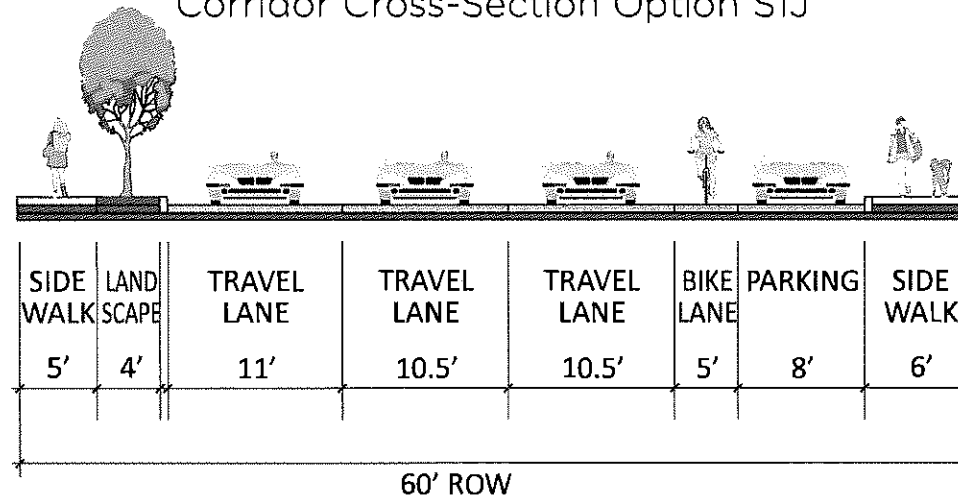 Corridor Cross-Section Option S1J
SIDE WALK
5'
LAND SCAPE
4'
TRAVEL LANE
11'
TRAVEL LANE
10.5'
TRAVEL LANE
10.5'
BIKE LANE
5'
PARKING
8'
SIDE WALK
6'
60' ROW